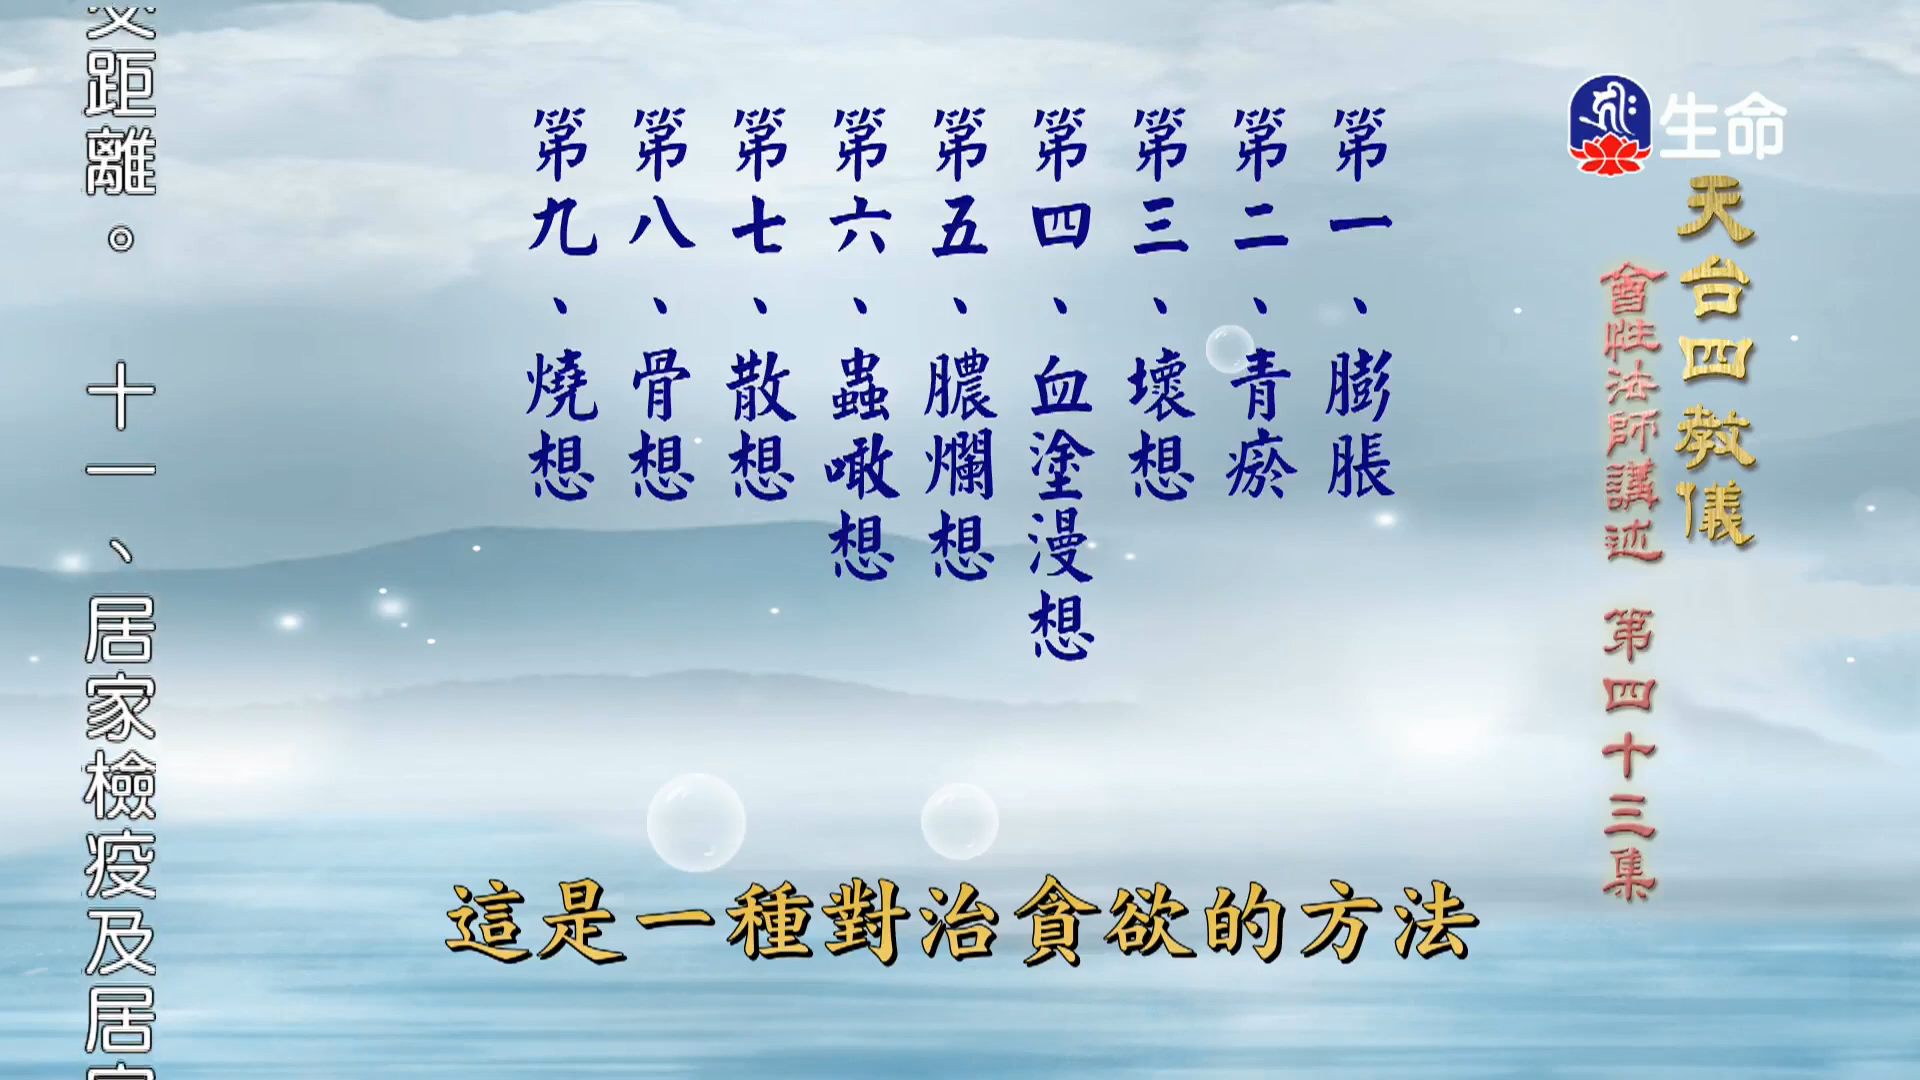 生命
天台四教儀
會性法師講述 第四十三集
第一、膨脹
第二、青瘀
第三、壞想
第四、血塗漫想
第五、膿爛想
第六、蟲噉想
第七、散想
第八、骨想
第九、燒想
距離。 十一、居家檢疫及居
這是一種對治貪欲的方法